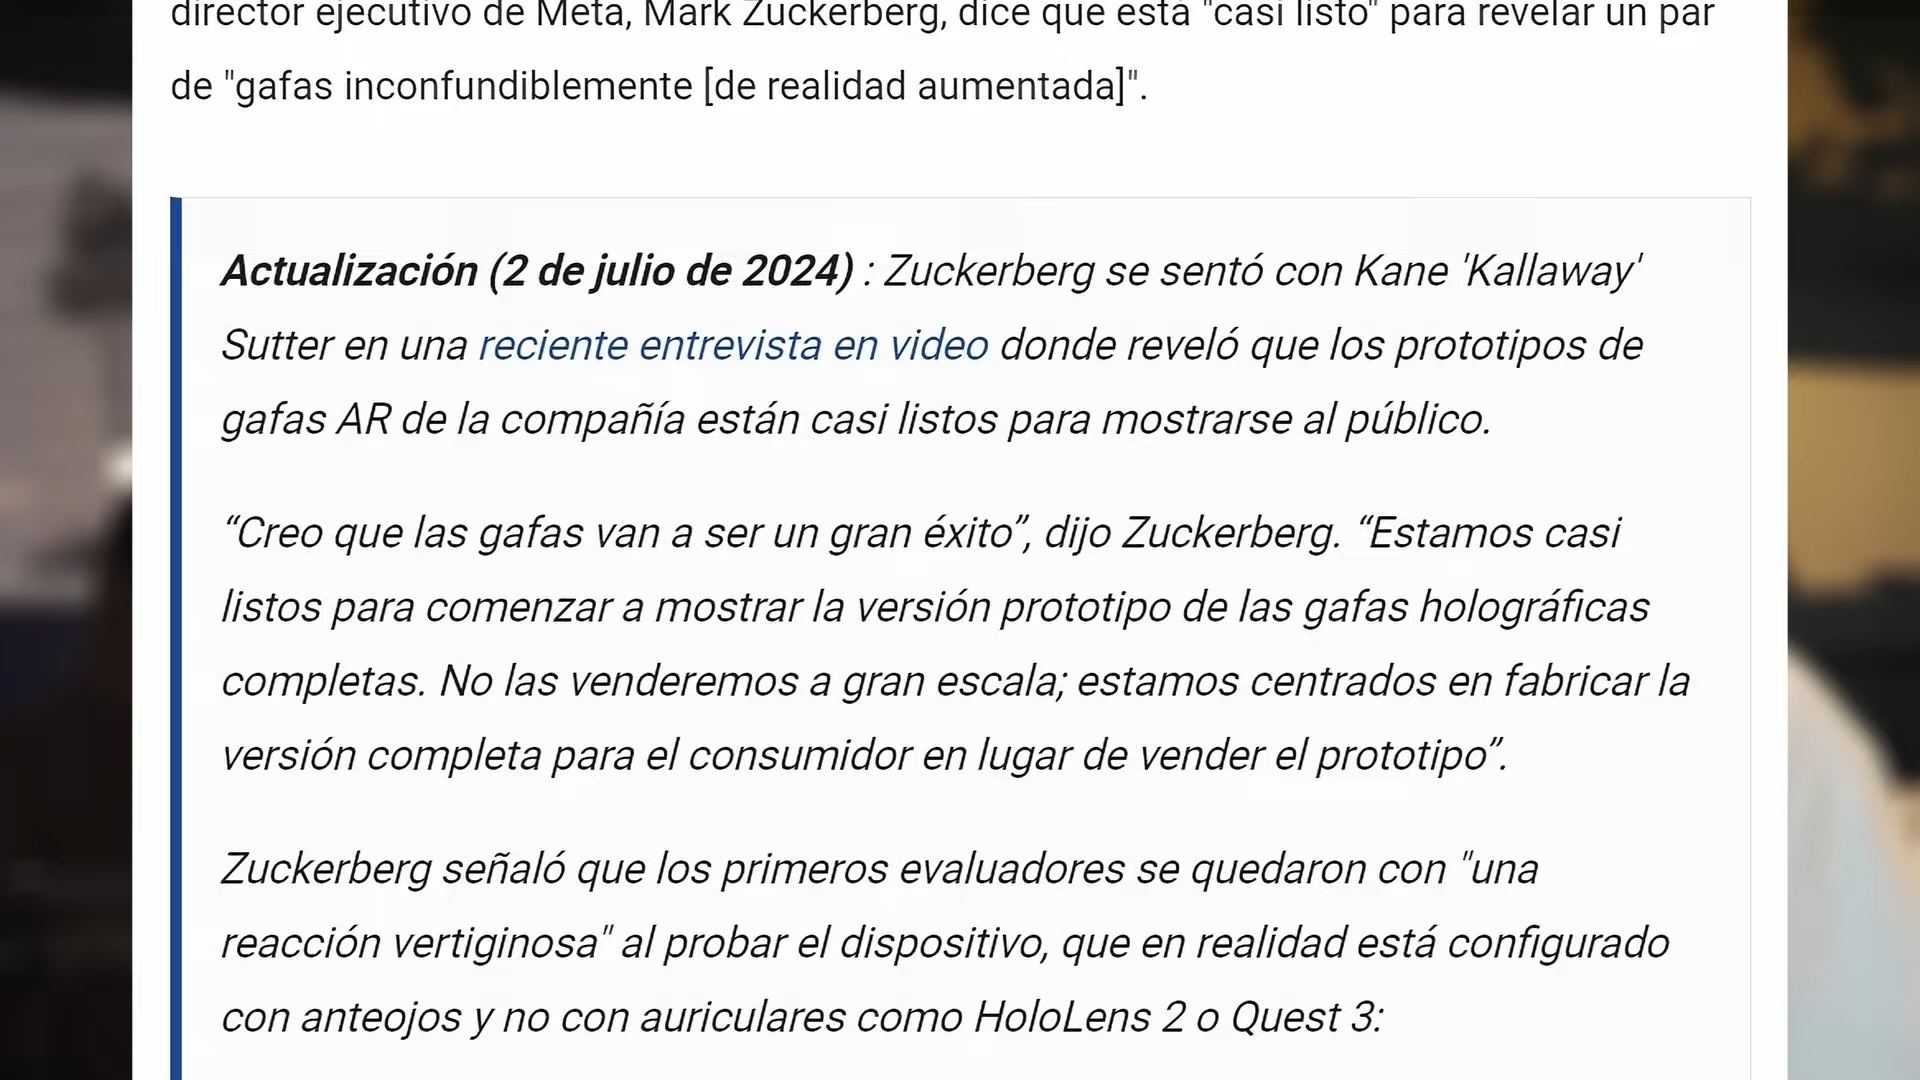 director ejecutivo de Meta, Mark Zuckerberg, dice que está "casi listo" para revelar un par
de "gafas inconfundiblemente [de realidad aumentada]".
Actualización (2 de julio de 2024) : Zuckerberg se sentó con Kane 'Kallaway'
Sutter en una reciente entrevista en video donde reveló que los prototipos de
gafas AR de la compañía están casi listos para mostrarse al público.
“Creo que las gafas van a ser un gran éxito”, dijo Zuckerberg. “Estamos casi
listos para comenzar a mostrar la versión prototipo de las gafas holográficas
completas. No las venderemos a gran escala; estamos centrados en fabricar la
versión completa para el consumidor en lugar de vender el prototipo”.
Zuckerberg señaló que los primeros evaluadores se quedaron con "una
reacción vertiginosa" al probar el dispositivo, que en realidad está configurado
con anteojos y no con auriculares como HoloLens 2 o Quest 3: